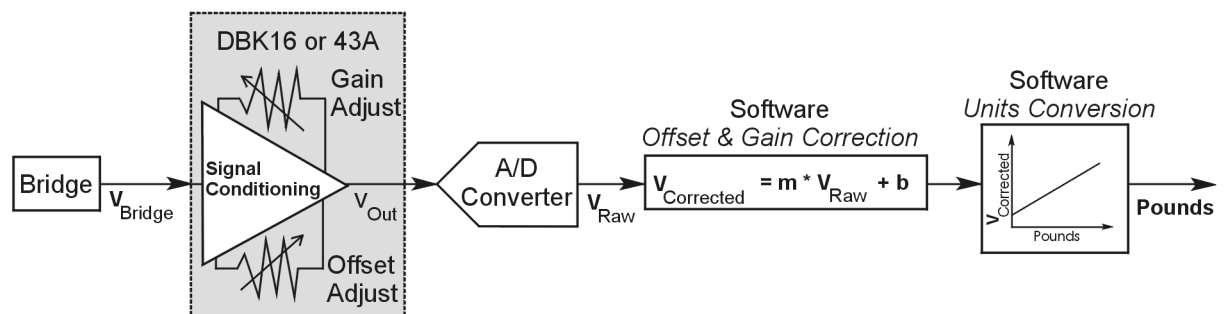 DBK16 or 43A
Gain
Adjust
Signal
Conditioning
Offset
Adjust
Bridge
VBridge
VOut
A/D
Converter
VRaw
Software
Offset & Gain Correction
VCorrected = m * VRaw + b
Software
Units Conversion
VCorrected
Pounds
Pounds